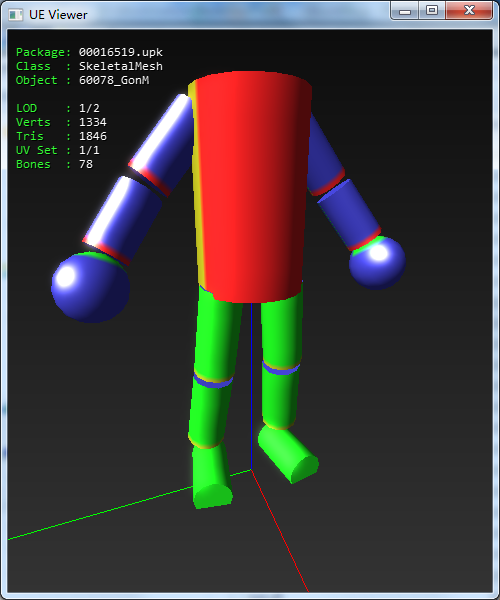 UE Viewer
Package: 00016519.upk
Class : SkeletalMesh
Object : 60078_GonM
LOD : 1/2
Verts : 1334
Tris : 1846
UV Set : 1/1
Bones : 78